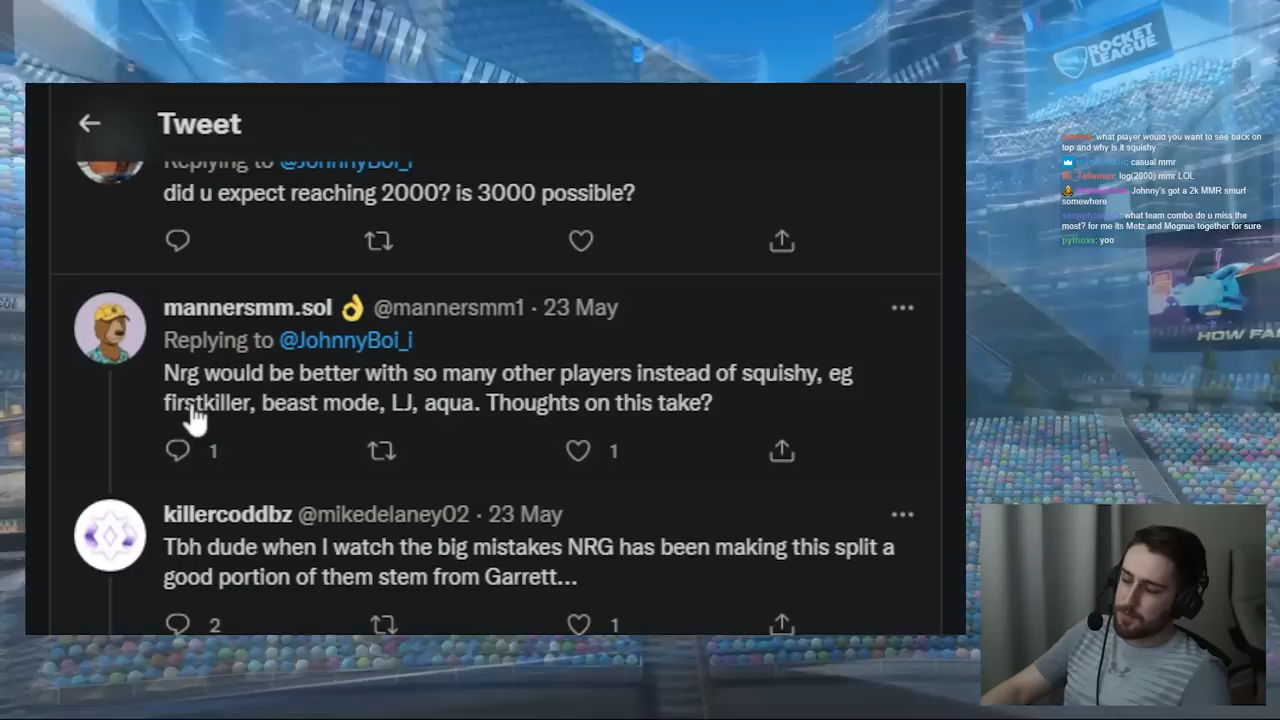 Tweet
Replying to @JohnnyBoi_i
did u expect reaching 2000? is 3000 possible?
mannersmm.sol 👌 @mannersmm1 · 23 May
Replying to @JohnnyBoi_i
Nrg would be better with so many other players instead of squishy, eg
firstkiller, beast mode, LJ, aqua. Thoughts on this take?
1
1
killercoddbz @mikedelaney02 · 23 May
Tbh dude when I watch the big mistakes NRG has been making this split a
good portion of them stem from Garrett...
2
1
ROCKET
LEAGUE
what player would you want to see back on
top and why is it squishy
: casual mmr
log(2000) mmr LOL
: Johnny's got a 2k MMR smurf
somewhere
what team combo do u miss the
most? for me its Metz and Mognus together for sure
pythoxs: yoo
HOW FA